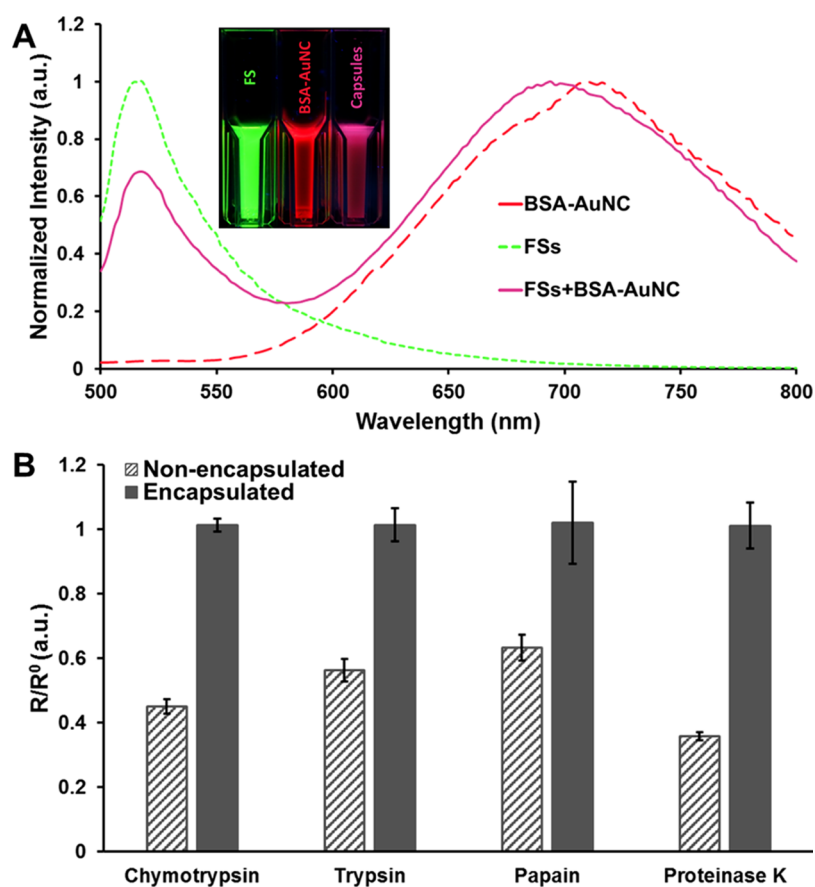 A
Normalized Intensity (a.u.)
1.2
1
0.8
0.6
0.4
0.2
0
FS
BSA-AuNC
Capsules
BSA-AuNC
FSs
FSs+BSA-AuNC
500 550 600 650 700 750 800
Wavelength (nm)
B
R/R⁰ (a.u.)
1.2
1
0.8
0.6
0.4
0.2
0
Non-encapsulated
Encapsulated
Chymotrypsin Trypsin Papain Proteinase K